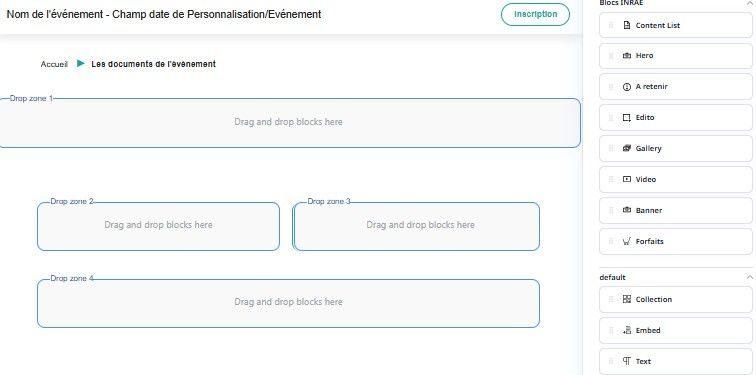 Nom de l'événement - Champ date de Personnalisation/Evénement
Inscription
Accueil ▶ Les documents de l'événement
Drop zone 1
Drag and drop blocks here
Drop zone 2
Drag and drop blocks here
Drop zone 3
Drag and drop blocks here
Drop zone 4
Drag and drop blocks here
Blocs INRAE
Content List
Hero
A retenir
Edito
Gallery
Video
Banner
Forfaits
default
Collection
Embed
Text